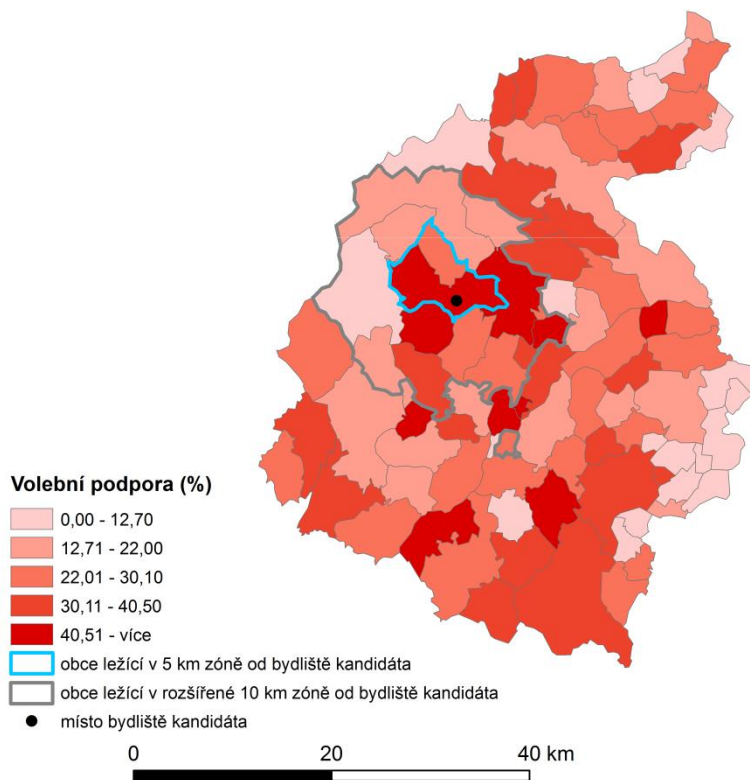 Volební podpora (%)
0,00 - 12,70
12,71 - 22,00
22,01 - 30,10
30,11 - 40,50
40,51 - více
obce ležící v 5 km zóně od bydliště kandidáta
obce ležící v rozšířené 10 km zóně od bydliště kandidáta
místo bydliště kandidáta
0 20 40 km